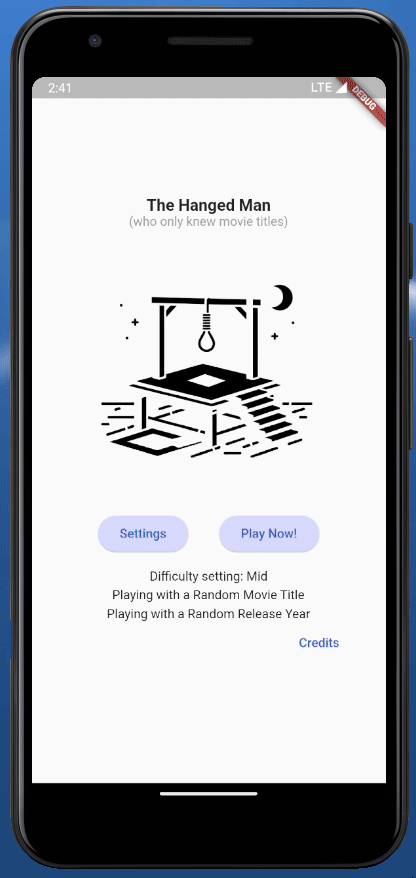 2:41
LTE
DEBUG
The Hanged Man
(who only knew movie titles)
Settings
Play Now!
Difficulty setting: Mid
Playing with a Random Movie Title
Playing with a Random Release Year
Credits